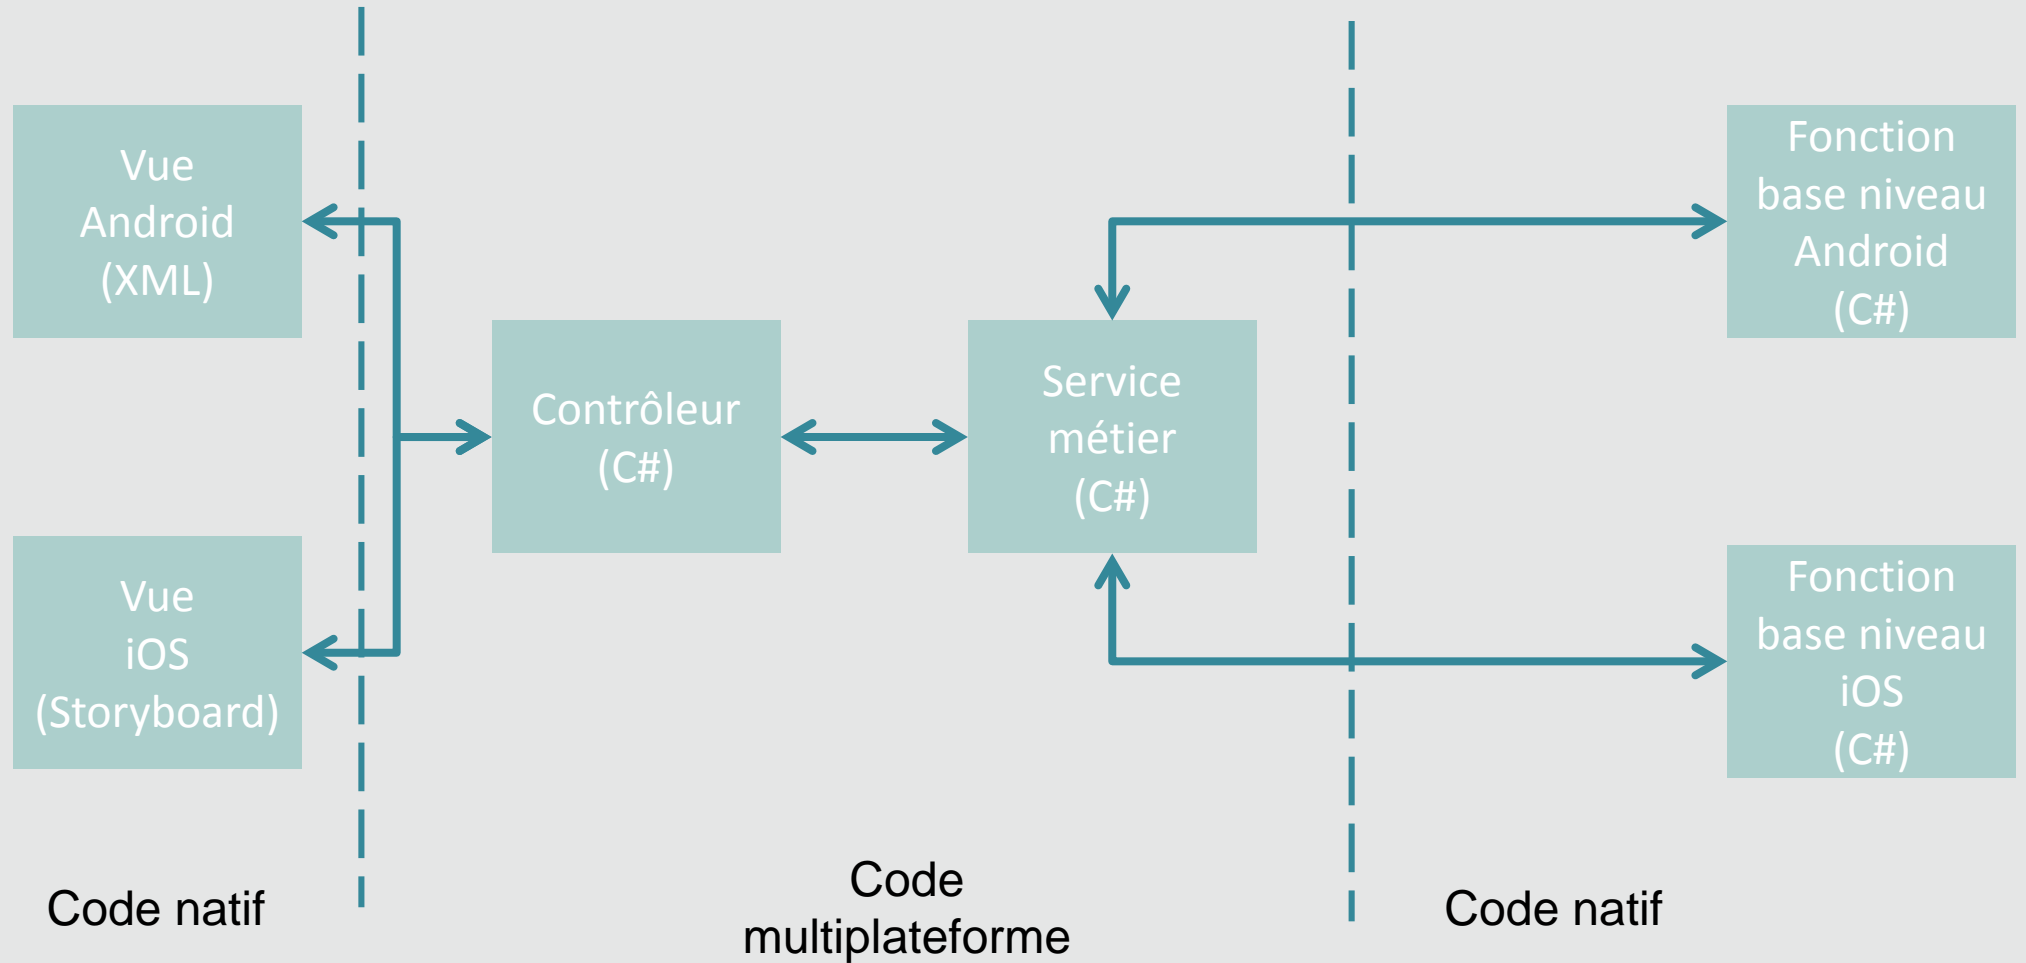 Vue
Android
(XML)
Vue
iOS
(Storyboard)
Contrôleur
(C#)
Service
métier
(C#)
Fonction
base niveau
Android
(C#)
Fonction
base niveau
iOS
(C#)
Code natif
Code
multiplateforme
Code natif